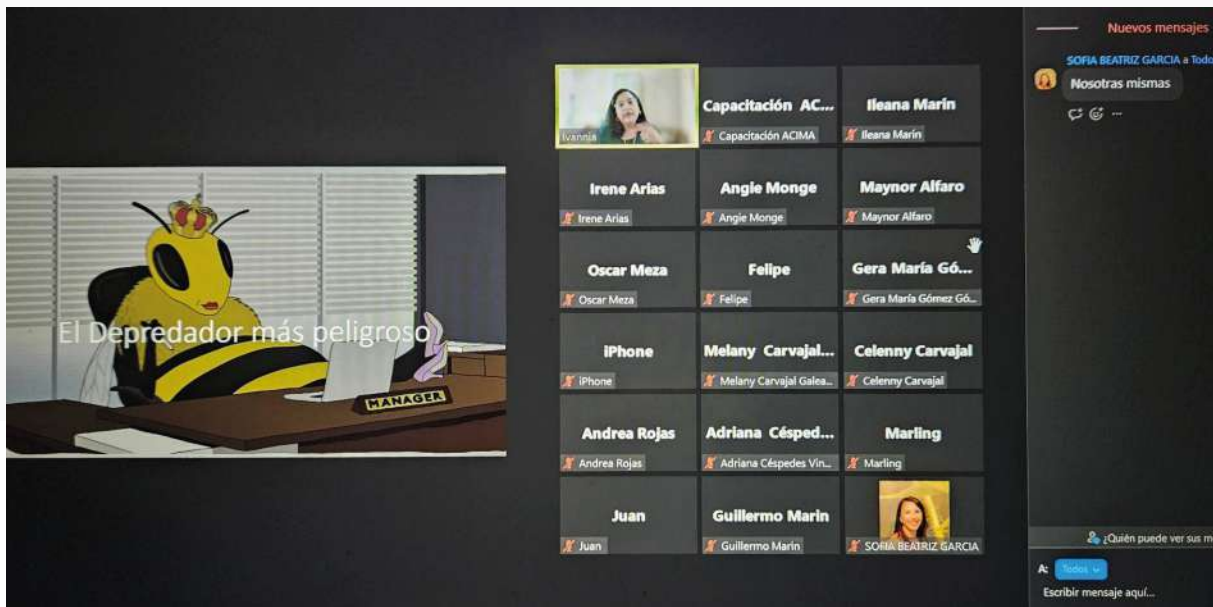 El Depredador más peligroso
MANAGER
Ivannia
Capacitación AC...
Capacitación ACIMA
Ileana Marin
Ileana Marin
Irene Arias
Irene Arias
Angie Monge
Angie Monge
Maynor Alfaro
Maynor Alfaro
Oscar Meza
Oscar Meza
Felipe
Felipe
Gera María Gó...
Gera María Gómez Gó...
iPhone
iPhone
Melany Carvajal...
Melany Carvajal Galea...
Celenny Carvajal
Celenny Carvajal
Andrea Rojas
Andrea Rojas
Adriana Césped...
Adriana Céspedes Vin...
Marling
Marling
Juan
Juan
Guillermo Marin
Guillermo Marin
SOFIA BEATRIZ GARCIA
Nuevos mensajes
SOFIA BEATRIZ GARCIA a Todo
Nosotras mismas
¿Quién puede ver sus m
A: Todos
Escribir mensaje aquí...